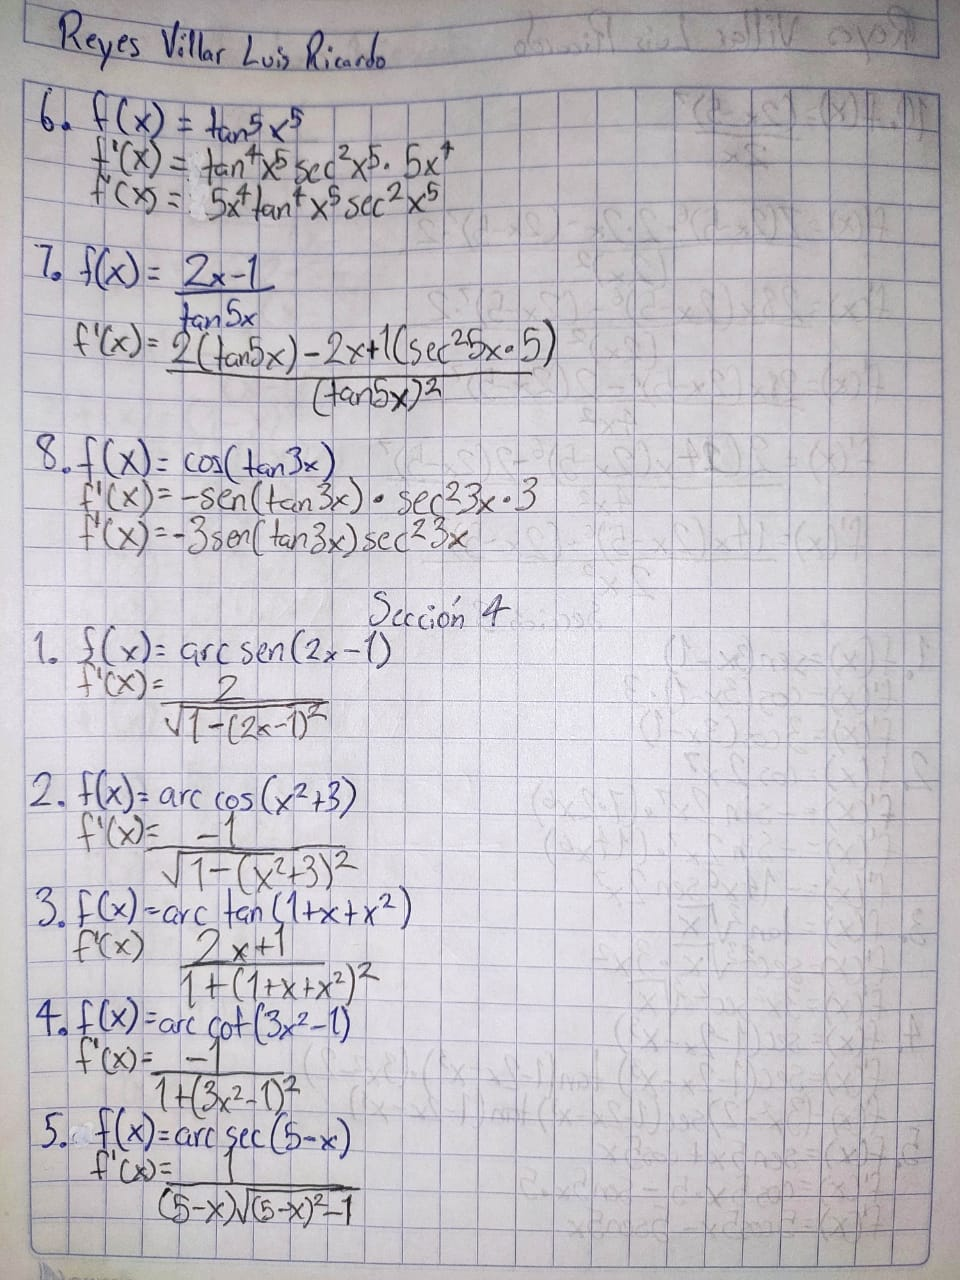 Reyes Villar Luis Ricardo
6. f(x) = tan⁵x⁵
f'(x) = tan⁴x⁵ sec²x⁵ · 5x⁴
f'(x) = 5x⁴ tan⁴ x⁵ sec² x⁵
7. f(x) = 2x-1
tan 5x
f'(x) = 2(tan5x) - 2x+1(sec²5x · 5)
(tan5x)²
8. f(x) = cos(tan3x)
f'(x) = -sen(tan3x) · sec²3x · 3
f'(x) = -3sen(tan3x) sec²3x
Sección 4
1. f(x) = arc sen(2x-1)
f'(x) = 2
√1-(2x-1)²
2. f(x) = arc cos(x²+3)
f'(x) = -1
√1-(x²+3)²
3. f(x) = arc tan(1+x+x²)
f'(x) 2x+1
1+(1+x+x²)²
4. f(x) = arc cot(3x²-1)
f'(x) = -1
1+(3x²-1)²
5. f(x) = arc sec(5-x)
f'(x) = 1
(5-x)√(5-x)²-1